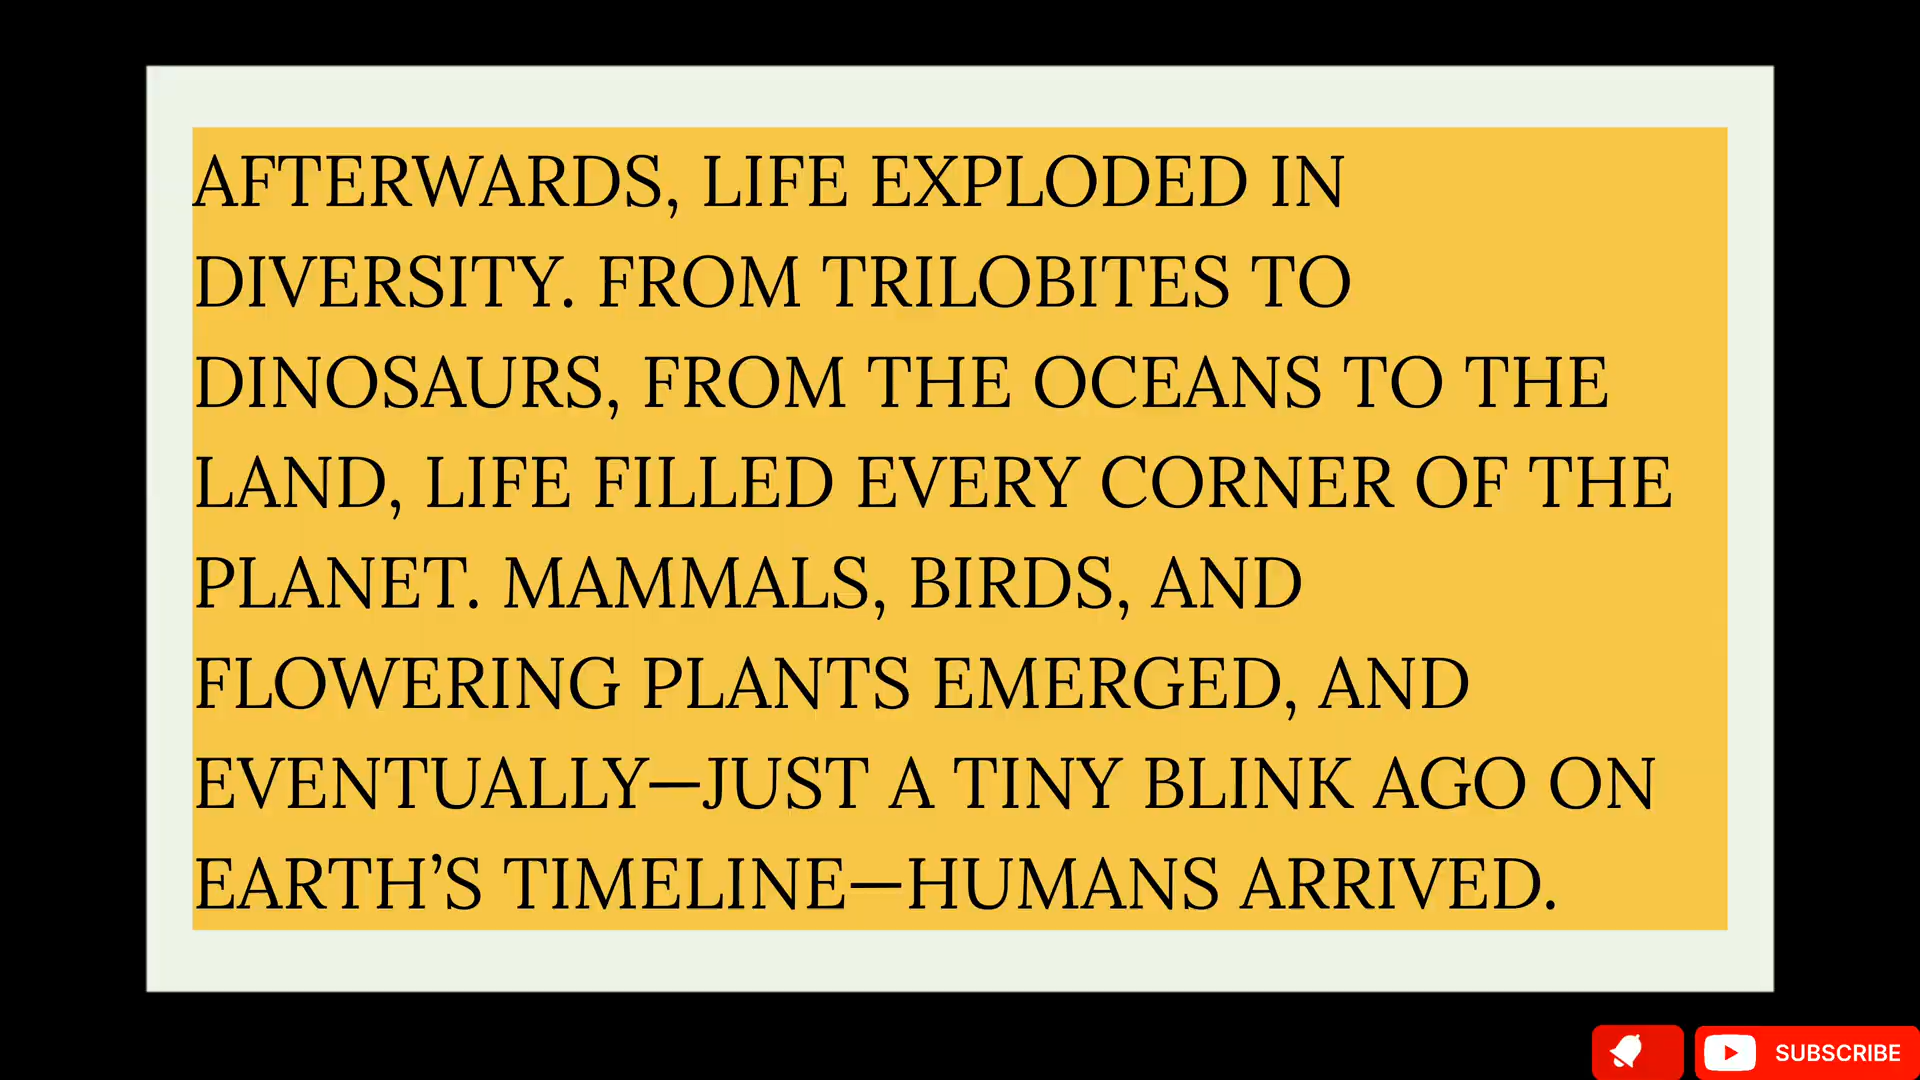 AFTERWARDS, LIFE EXPLODED IN
DIVERSITY. FROM TRILOBITES TO
DINOSAURS, FROM THE OCEANS TO THE
LAND, LIFE FILLED EVERY CORNER OF THE
PLANET. MAMMALS, BIRDS, AND
FLOWERING PLANTS EMERGED, AND
EVENTUALLY—JUST A TINY BLINK AGO ON
EARTH’S TIMELINE—HUMANS ARRIVED.
SUBSCRIBE